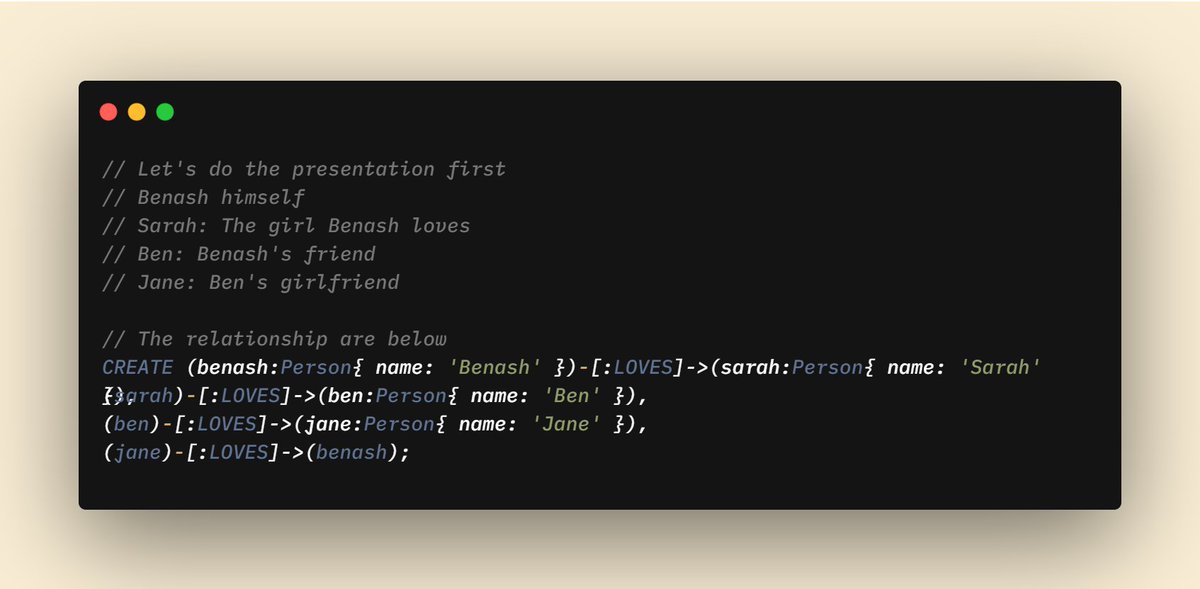 // Let's do the presentation first
// Benash himself
// Sarah: The girl Benash loves
// Ben: Benash's friend
// Jane: Ben's girlfriend
// The relationship are below
CREATE (benash:Person{ name: 'Benash' })-[:LOVES]->(sarah:Person{ name: 'Sarah'
}),
(sarah)-[:LOVES]->(ben:Person{ name: 'Ben' }),
(ben)-[:LOVES]->(jane:Person{ name: 'Jane' }),
(jane)-[:LOVES]->(benash);